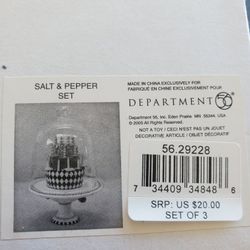 SALT & PEPPER
SET
MADE IN CHINA EXCLUSIVELY FOR
FABRIQUÉ EN CHINE EXCLUSIVEMENT POUR
DEPARTMENT 56
Department 56, Inc. Eden Prairie, MN 55344, USA
© 2005 All Rights Reserved.
NOT A TOY / CECI N'EST PAS UN JOUET
DECORATIVE ARTICLE / OBJET DÉCORATIF
56.29228
7 34409 34848 6
SRP: US $20.00
SET OF 3